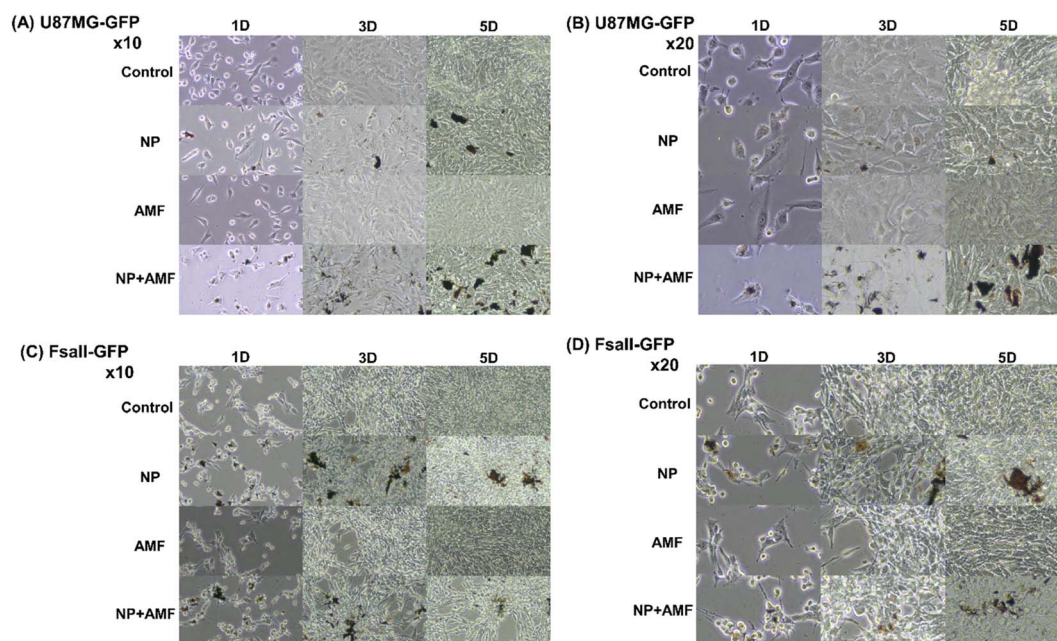 (A) U87MG-GFP
x10
1D 3D 5D
Control
NP
AMF
NP+AMF
(B) U87MG-GFP
x20
1D 3D 5D
Control
NP
AMF
NP+AMF
(C) FsaII-GFP
x10
1D 3D 5D
Control
NP
AMF
NP+AMF
(D) FsaII-GFP
x20
1D 3D 5D
Control
NP
AMF
NP+AMF